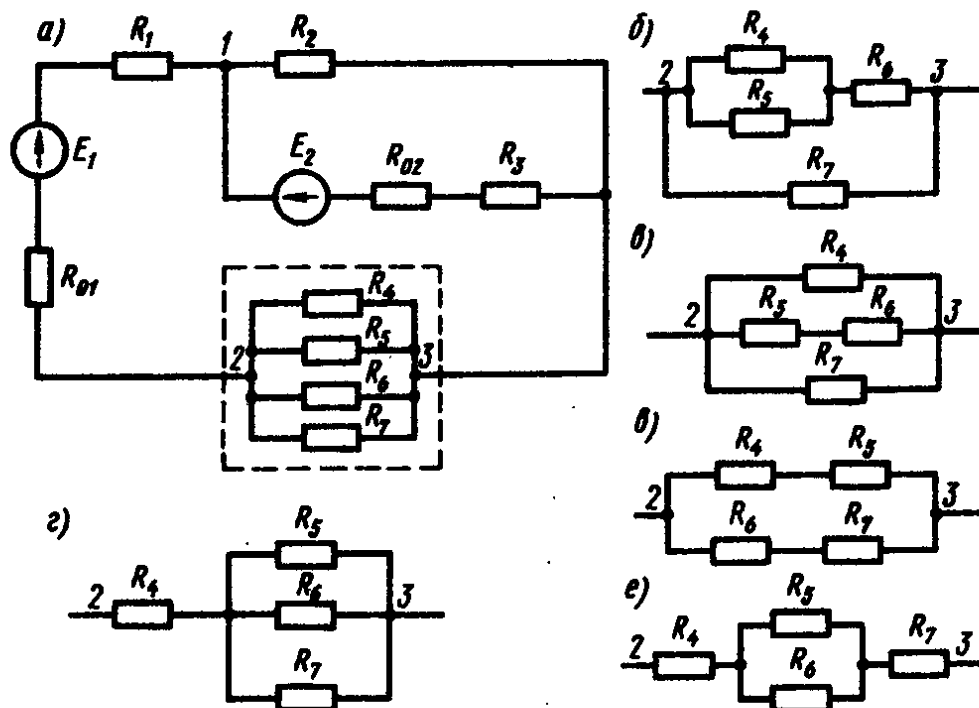 а)
R₁
1
R₂
E₁
E₂
R₀₂
R₃
R₀₁
R₄
R₅
2
3
R₆
R₇
б)
R₄
2
R₆
3
R₅
R₇
в)
R₄
R₅
R₆
2
3
R₇
в)
R₄
R₅
2
3
R₆
R₇
г)
R₅
2
R₄
R₆
3
R₇
е)
R₅
2
R₄
R₇
3
R₆